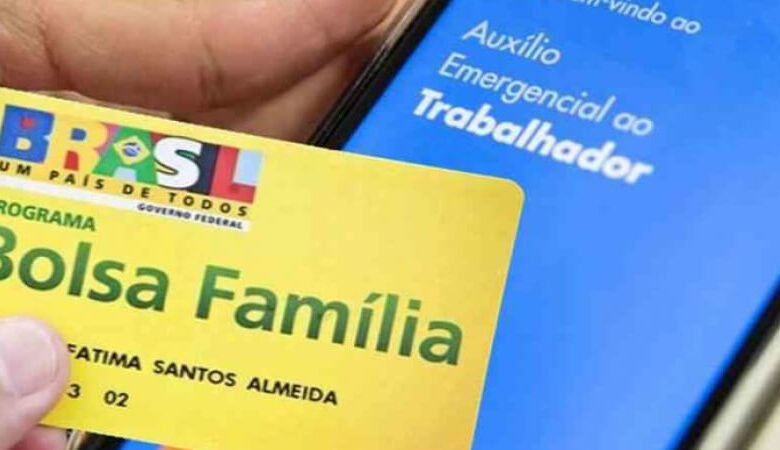 ao
Auxílio
Emergencial ao
Trabalhador
BRASIL
UM PAÍS DE TODOS
GOVERNO FEDERAL
PROGRAMA
Bolsa Família
FATIMA SANTOS ALMEIDA
3 02